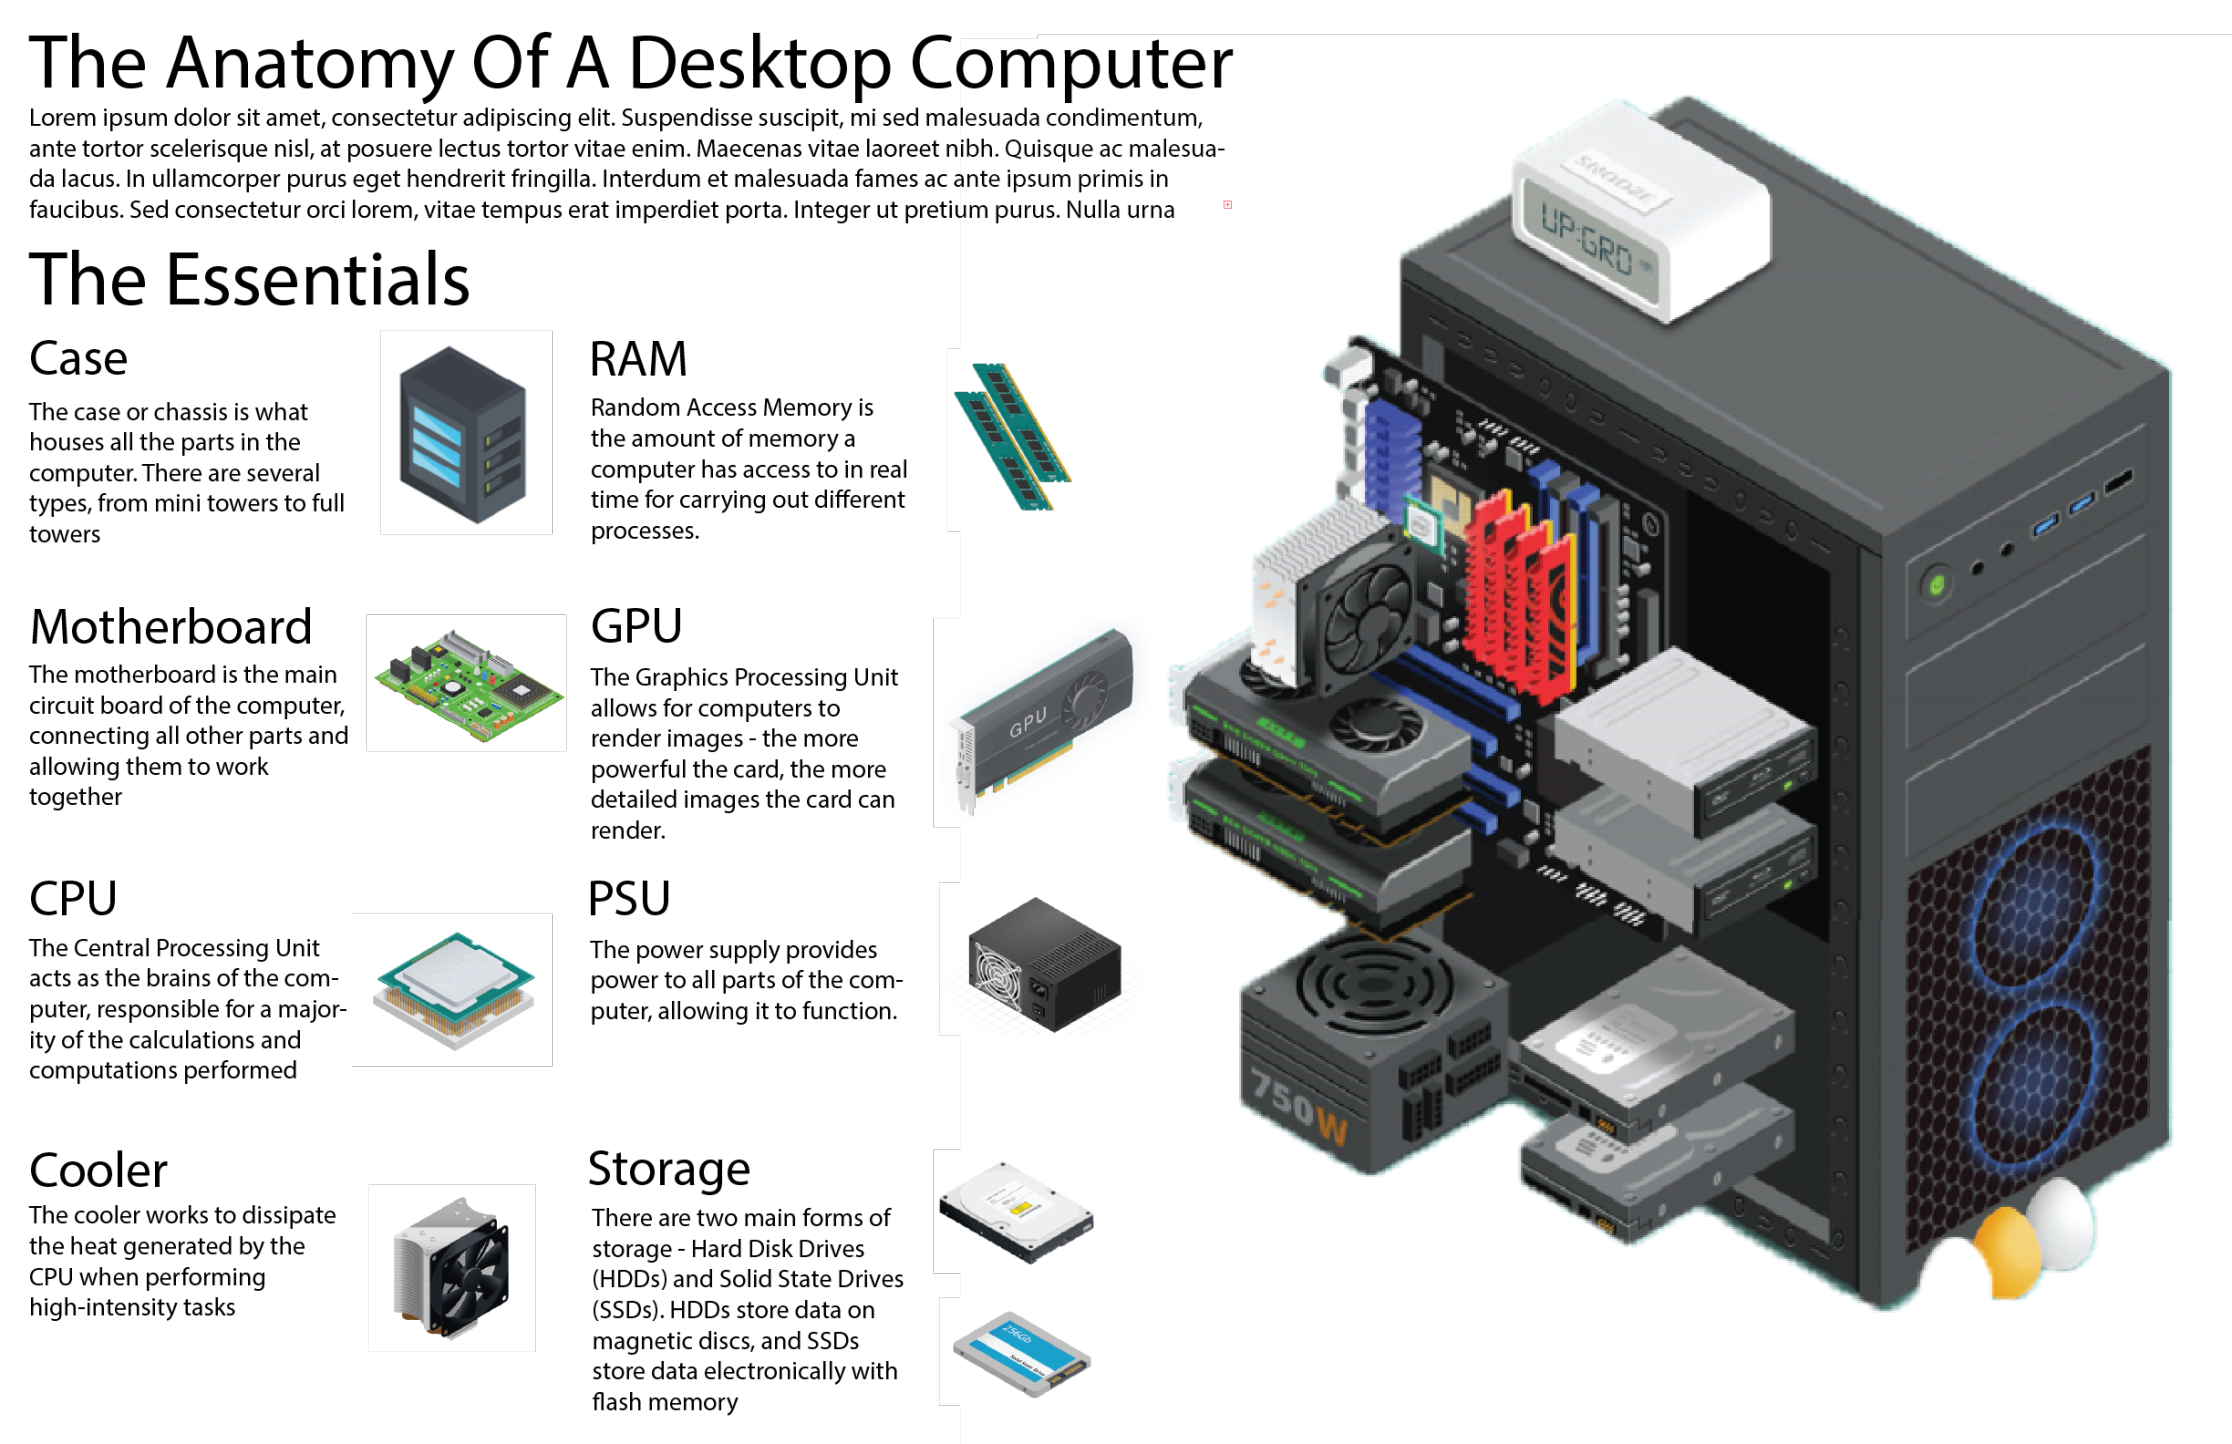 The Anatomy Of A Desktop Computer
Lorem ipsum dolor sit amet, consectetur adipiscing elit. Suspendisse suscipit, mi sed malesuada condimentum,
ante tortor scelerisque nisl, at posuere lectus tortor vitae enim. Maecenas vitae laoreet nibh. Quisque ac malesua-
da lacus. In ullamcorper purus eget hendrerit fringilla. Interdum et malesuada fames ac ante ipsum primis in
faucibus. Sed consectetur orci lorem, vitae tempus erat imperdiet porta. Integer ut pretium purus. Nulla urna
The Essentials
Case
The case or chassis is what
houses all the parts in the
computer. There are several
types, from mini towers to full
towers
Motherboard
The motherboard is the main
circuit board of the computer,
connecting all other parts and
allowing them to work
together
CPU
The Central Processing Unit
acts as the brains of the com-
puter, responsible for a major-
ity of the calculations and
computations performed
Cooler
The cooler works to dissipate
the heat generated by the
CPU when performing
high-intensity tasks
RAM
Random Access Memory is
the amount of memory a
computer has access to in real
time for carrying out different
processes.
GPU
The Graphics Processing Unit
allows for computers to
render images - the more
powerful the card, the more
detailed images the card can
render.
GPU
PSU
The power supply provides
power to all parts of the com-
puter, allowing it to function.
Storage
There are two main forms of
storage - Hard Disk Drives
(HDDs) and Solid State Drives
(SSDs). HDDs store data on
magnetic discs, and SSDs
store data electronically with
flash memory
256Gb
Solid State Drive
UP:GRD
750W